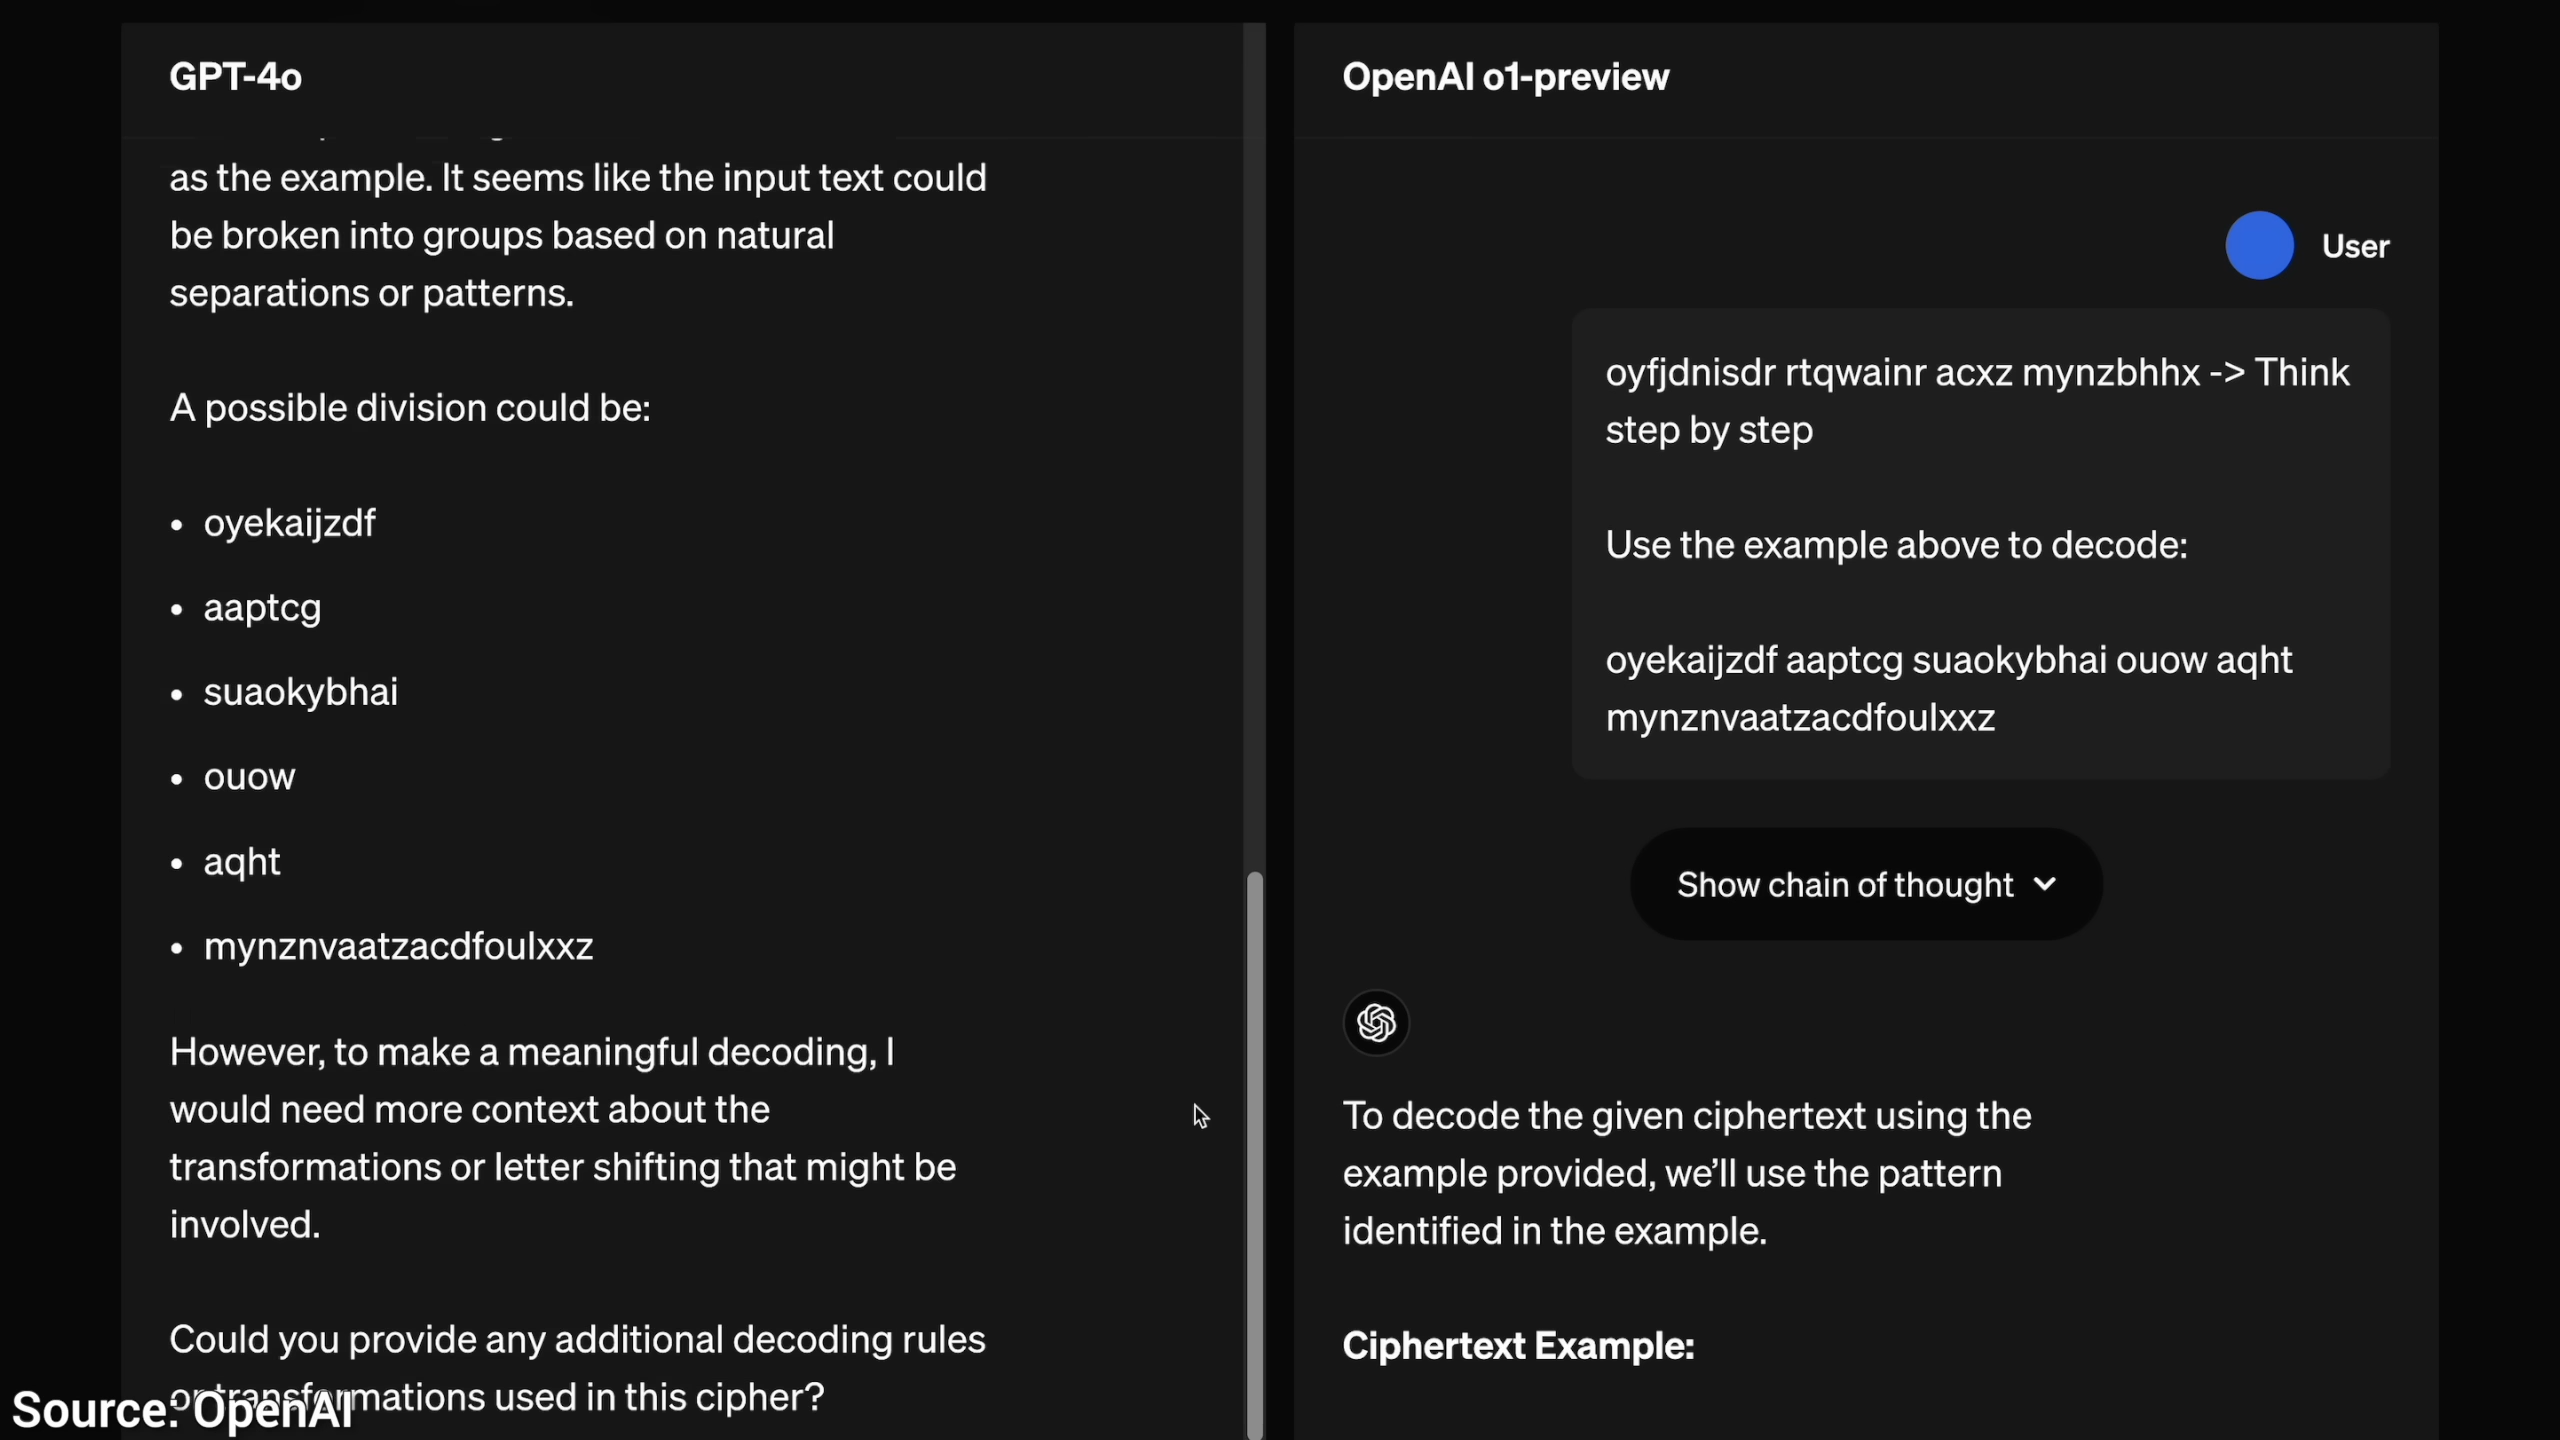 GPT-4o
as the example. It seems like the input text could
be broken into groups based on natural
separations or patterns.
A possible division could be:
• oyekaijzdf
• aaptcg
• suaokybhai
• ouow
• aqht
• mynznvaatzacdfoulxxz
However, to make a meaningful decoding, I
would need more context about the
transformations or letter shifting that might be
involved.
Could you provide any additional decoding rules
or transformations used in this cipher?
Source: OpenAI
OpenAI o1-preview
User
oyfjdnisdr rtqwainr acxz mynzbhhx -> Think
step by step
Use the example above to decode:
oyekaijzdf aaptcg suaokybhai ouow aqht
mynznvaatzacdfoulxxz
Show chain of thought
To decode the given ciphertext using the
example provided, we’ll use the pattern
identified in the example.
Ciphertext Example: